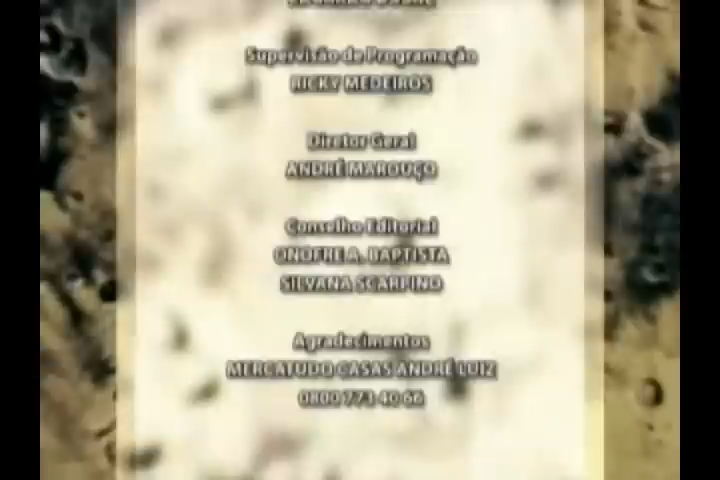 Supervisão de Programação
RICKY MEDEIROS
Diretor Geral
ANDRÉ MAROUÇO
Conselho Editorial
ONOFRE A. BAPTISTA
SILVANA SCARPINO
Agradecimentos
MERCATUDO CASAS ANDRÉ LUIZ
0800 773 40 66